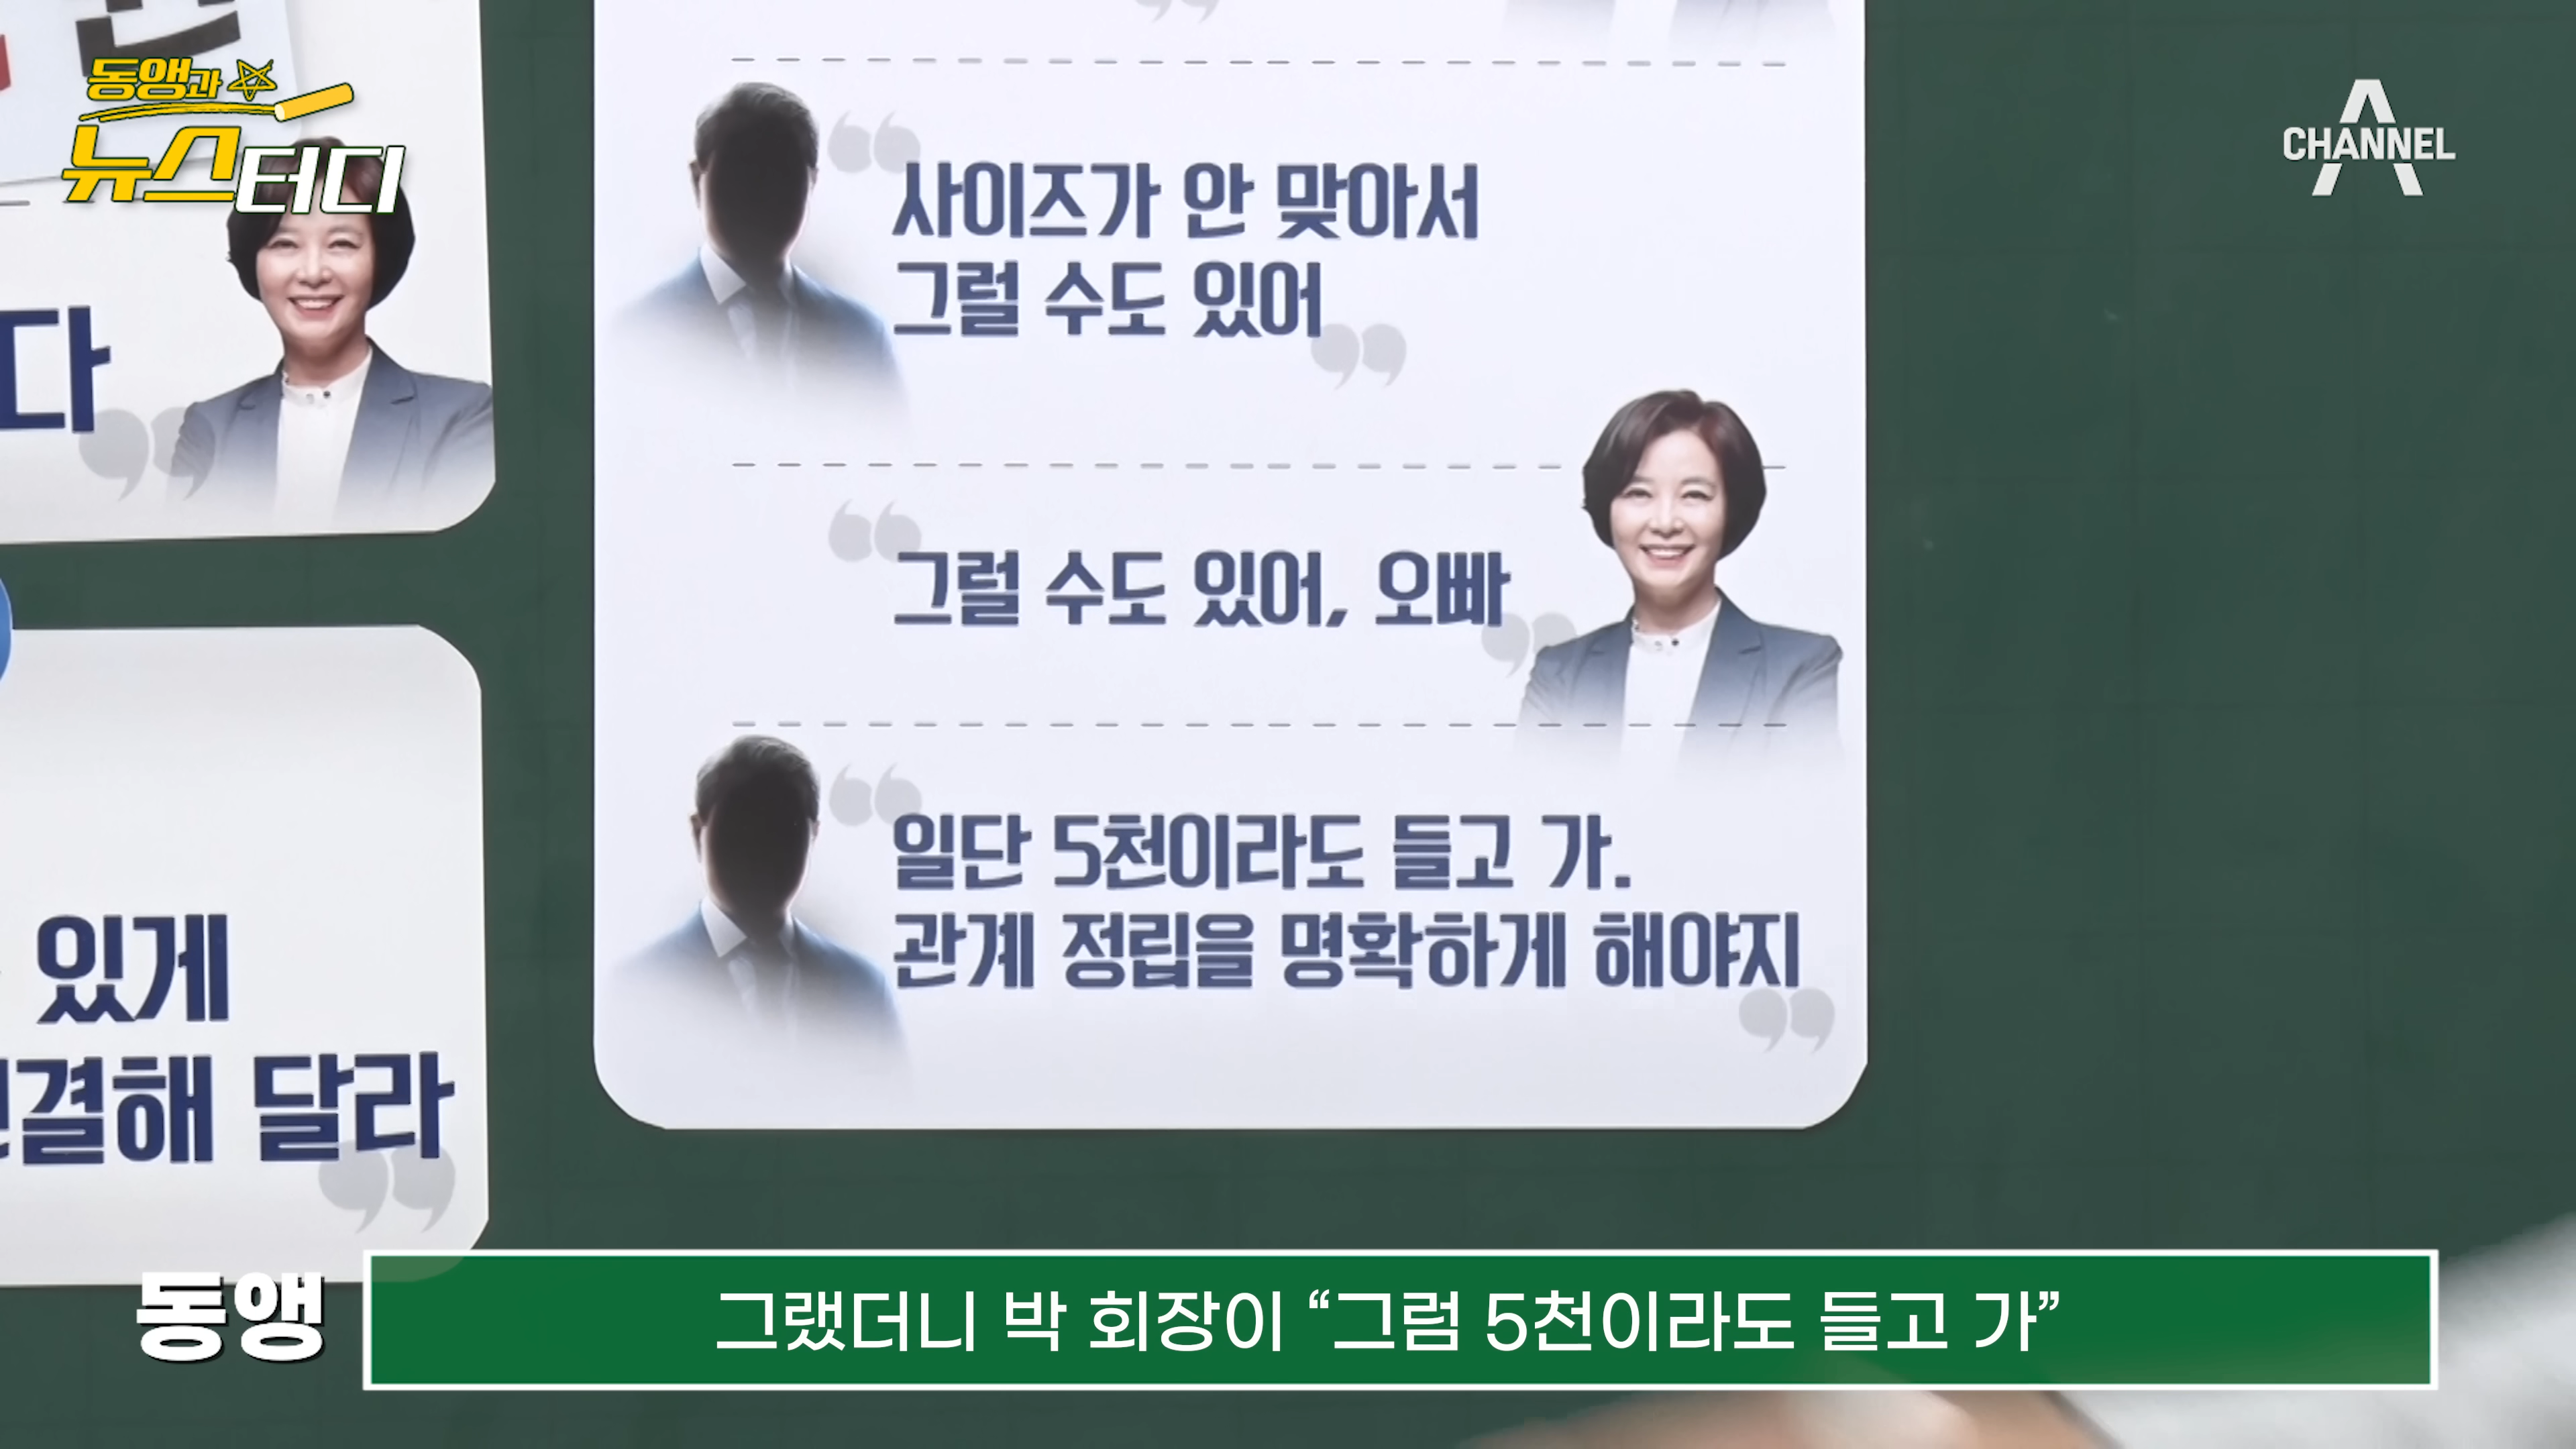 동앵과
뉴스터디
CHANNEL A
다
사이즈가 안 맞아서
그럴 수도 있어
그럴 수도 있어, 오빠
일단 5천이라도 들고 가.
관계 정립을 명확하게 해야지
있게
결해 달라
동앵
그랬더니 박 회장이 “그럼 5천이라도 들고 가”